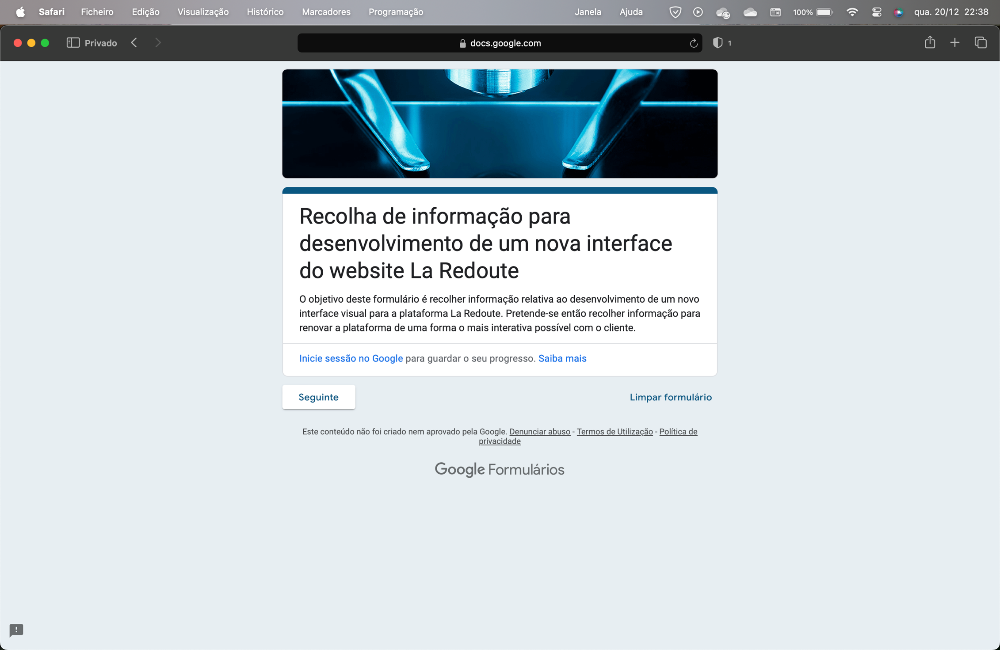 Safari Ficheiro Edição Visualização Histórico Marcadores Programação Janela Ajuda 100% qua. 20/12 22:38
Privado docs.google.com 1
Recolha de informação para
desenvolvimento de um nova interface
do website La Redoute
O objetivo deste formulário é recolher informação relativa ao desenvolvimento de um novo
interface visual para a plataforma La Redoute. Pretende-se então recolher informação para
renovar a plataforma de uma forma o mais interativa possível com o cliente.
Inicie sessão no Google para guardar o seu progresso. Saiba mais
Seguinte Limpar formulário
Este conteúdo não foi criado nem aprovado pela Google. Denunciar abuso - Termos de Utilização - Política de
privacidade
Google Formulários